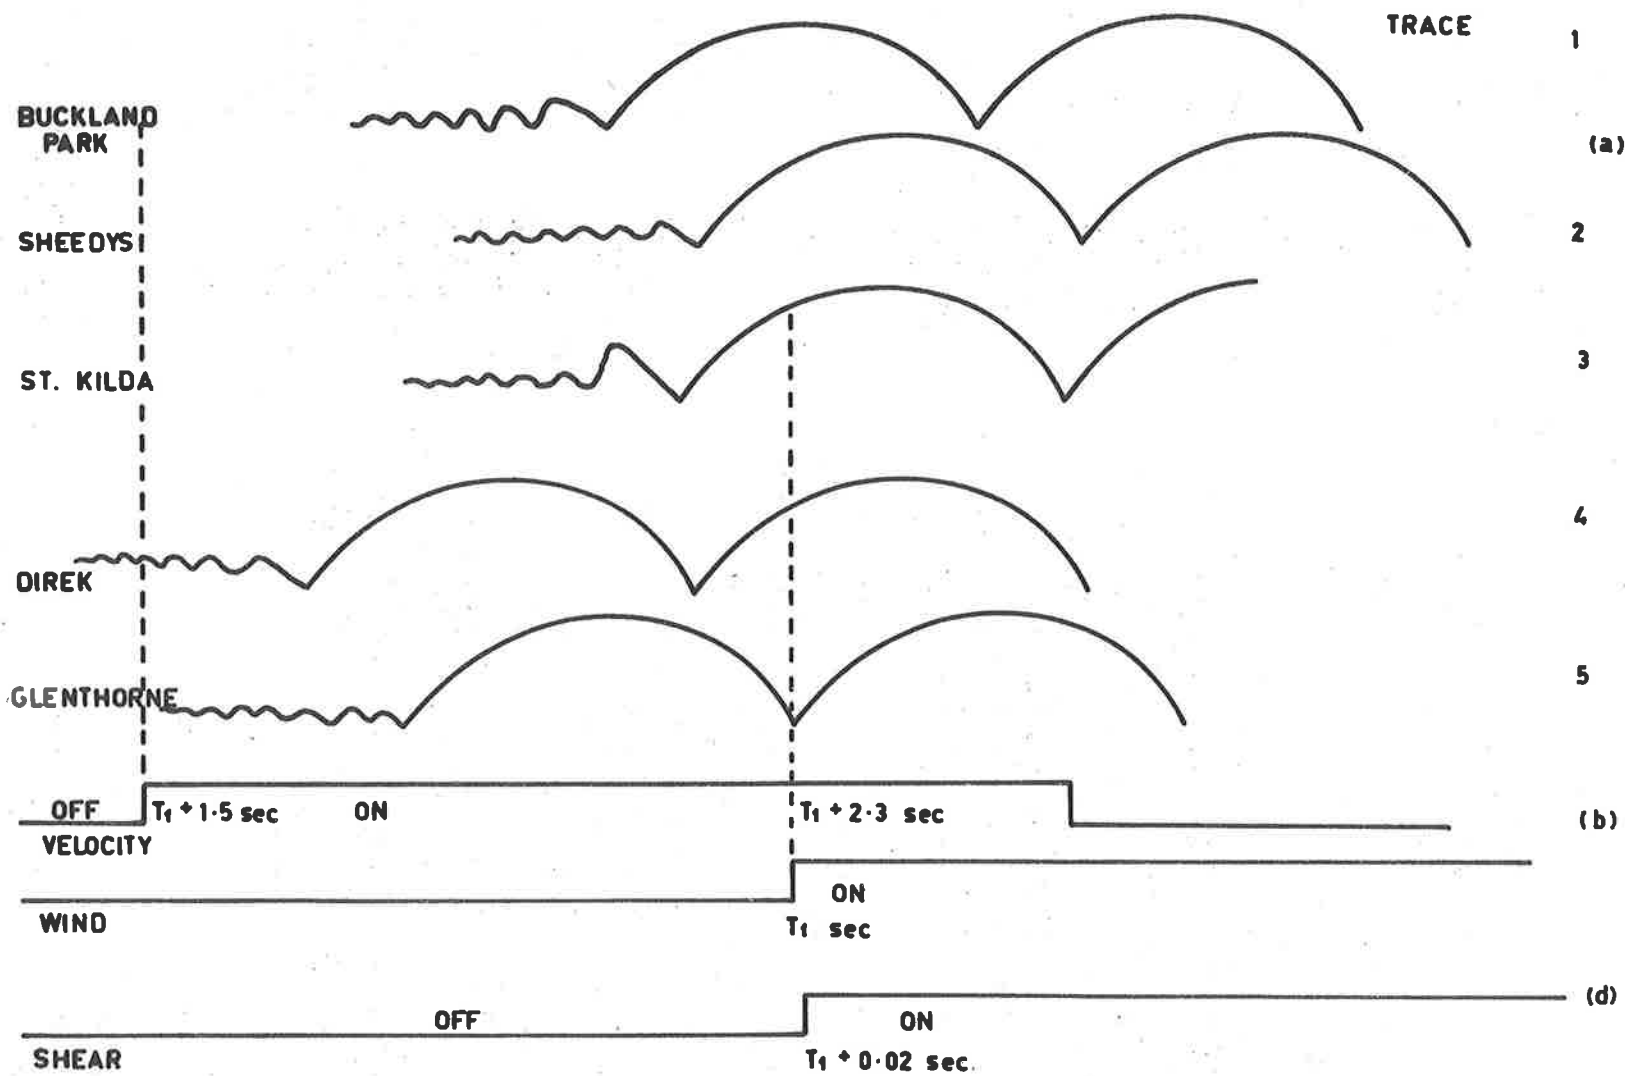 TRACE 1
BUCKLAND
PARK
(a)
SHEEDYS 2
ST. KILDA 3
4
DIREK
5
GLENTHORNE
OFF T₁ + 1·5 sec ON T₁ + 2·3 sec (b)
VELOCITY
ON
WIND
T₁ sec
(d)
OFF ON
SHEAR T₁ + 0·02 sec.